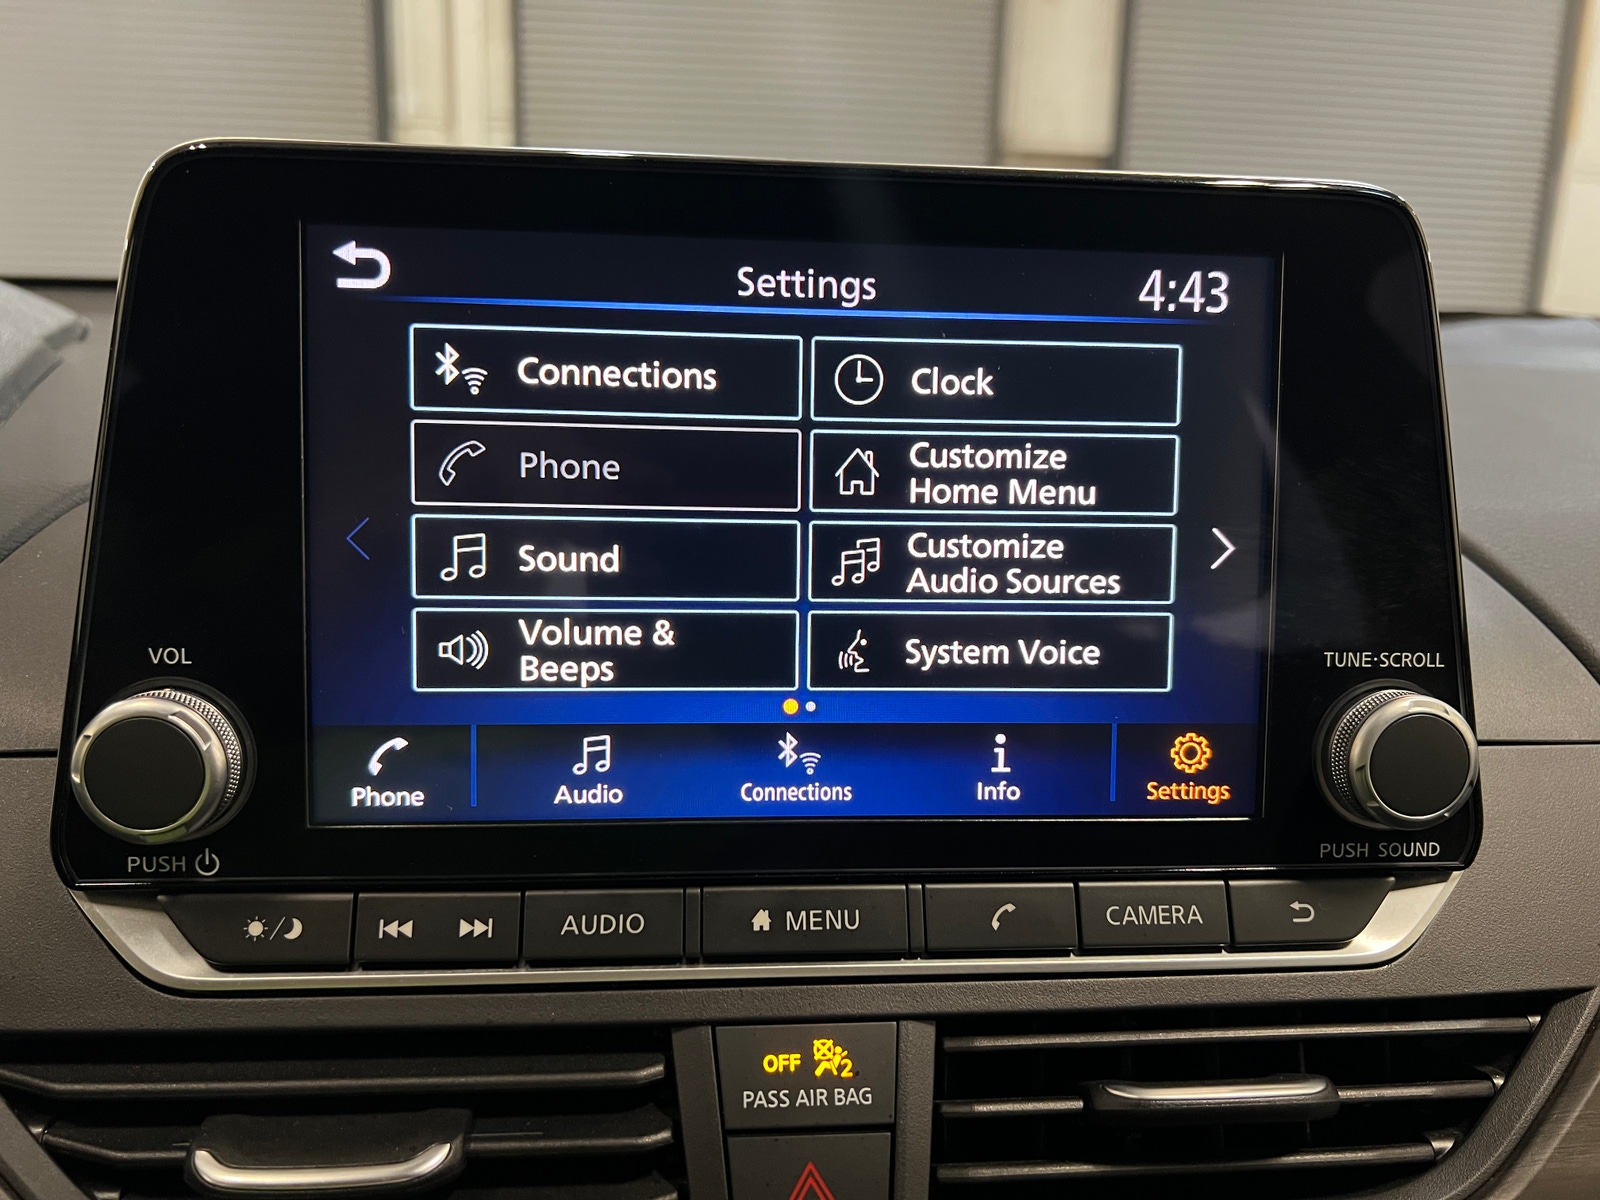 Settings
4:43
Connections
Clock
Phone
Customize
Home Menu
Sound
Customize
Audio Sources
Volume &
Beeps
System Voice
Phone
Audio
Connections
Info
Settings
VOL
PUSH
TUNE·SCROLL
PUSH SOUND
AUDIO
MENU
CAMERA
OFF 2
PASS AIR BAG